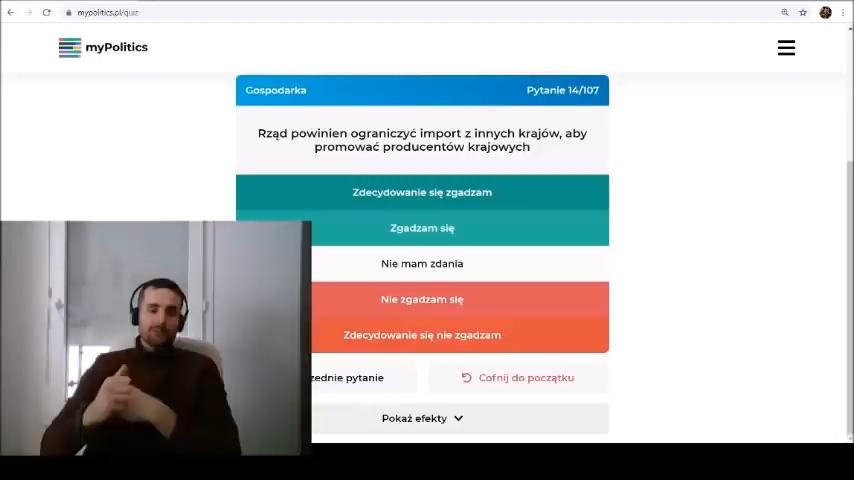 mypolitics.pl/quiz
myPolitics
Gospodarka
Pytanie 14/107
Rząd powinien ograniczyć import z innych krajów, aby
promować producentów krajowych
Zdecydowanie się zgadzam
Zgadzam się
Nie mam zdania
Nie zgadzam się
Zdecydowanie się nie zgadzam
zednie pytanie
Cofnij do początku
Pokaż efekty